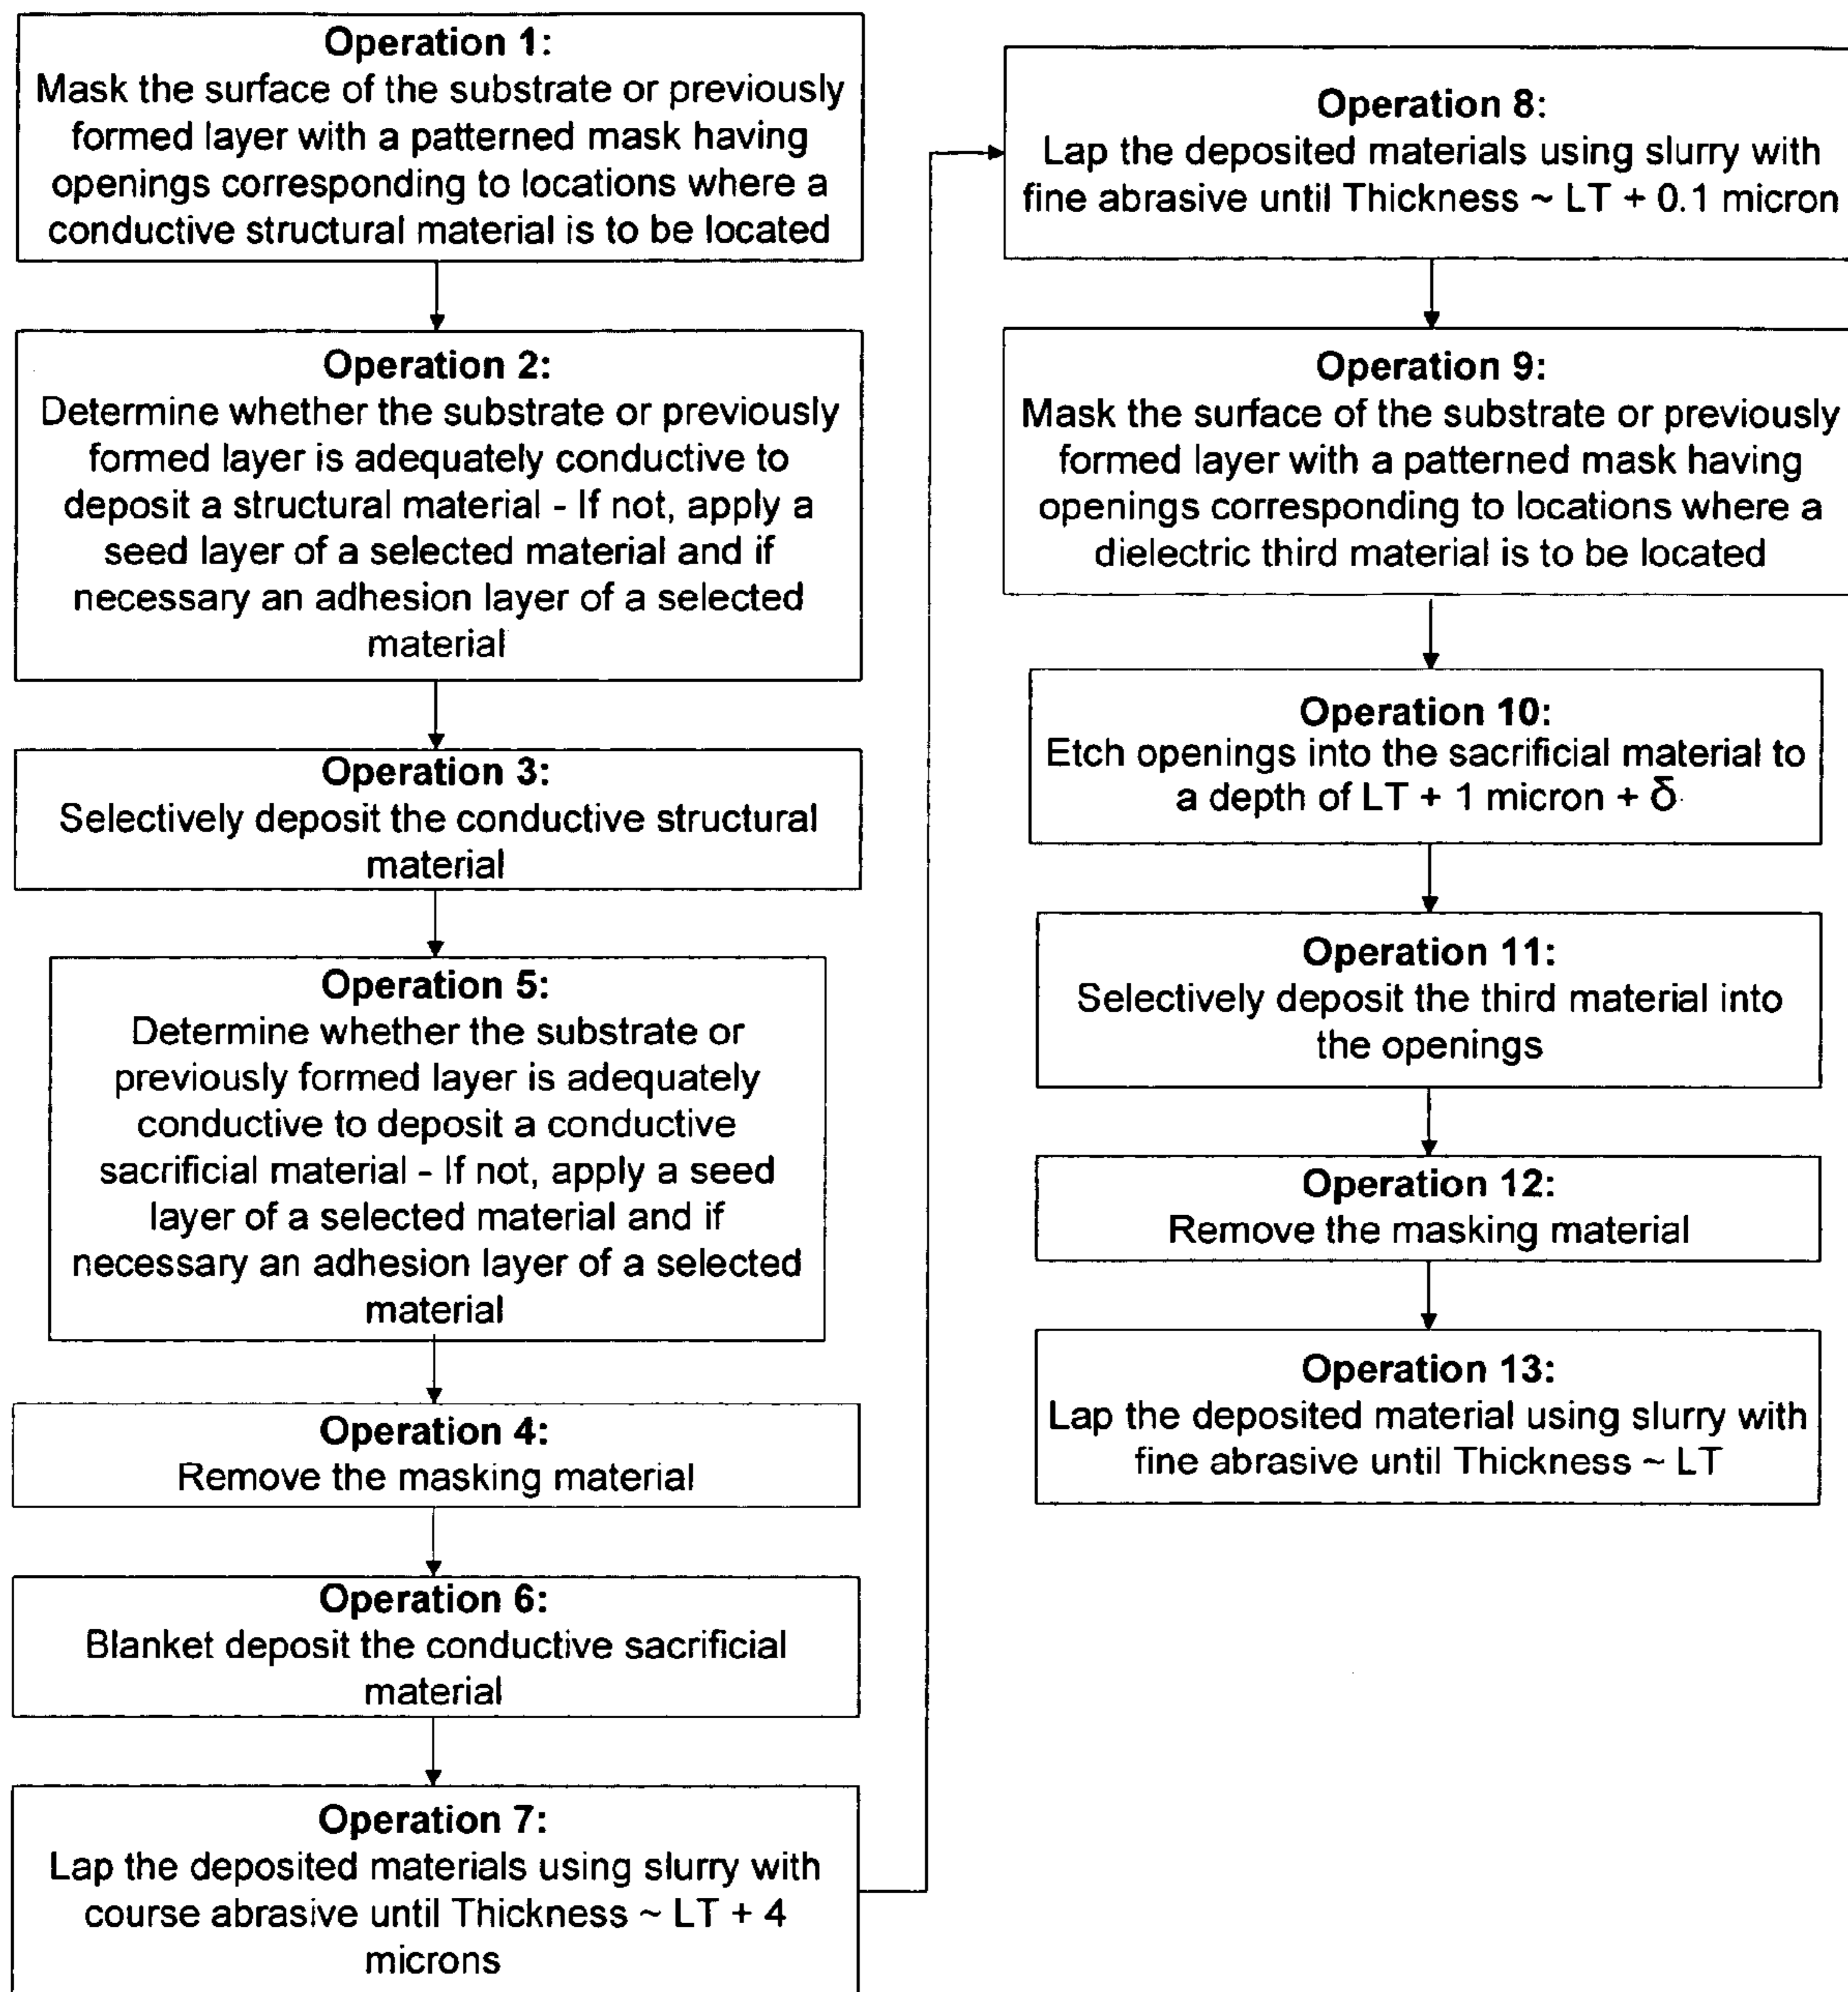 Operation 1:
Mask the surface of the substrate or previously
formed layer with a patterned mask having
openings corresponding to locations where a
conductive structural material is to be located
Operation 2:
Determine whether the substrate or previously
formed layer is adequately conductive to
deposit a structural material - If not, apply a
seed layer of a selected material and if
necessary an adhesion layer of a selected
material
Operation 3:
Selectively deposit the conductive structural
material
Operation 5:
Determine whether the substrate or
previously formed layer is adequately
conductive to deposit a conductive
sacrificial material - If not, apply a seed
layer of a selected material and if
necessary an adhesion layer of a selected
material
Operation 4:
Remove the masking material
Operation 6:
Blanket deposit the conductive sacrificial
material
Operation 7:
Lap the deposited materials using slurry with
course abrasive until Thickness ~ LT + 4
microns
Operation 8:
Lap the deposited materials using slurry with
fine abrasive until Thickness ~ LT + 0.1 micron
Operation 9:
Mask the surface of the substrate or previously
formed layer with a patterned mask having
openings corresponding to locations where a
dielectric third material is to be located
Operation 10:
Etch openings into the sacrificial material to
a depth of LT + 1 micron + δ
Operation 11:
Selectively deposit the third material into
the openings
Operation 12:
Remove the masking material
Operation 13:
Lap the deposited material using slurry with
fine abrasive until Thickness ~ LT